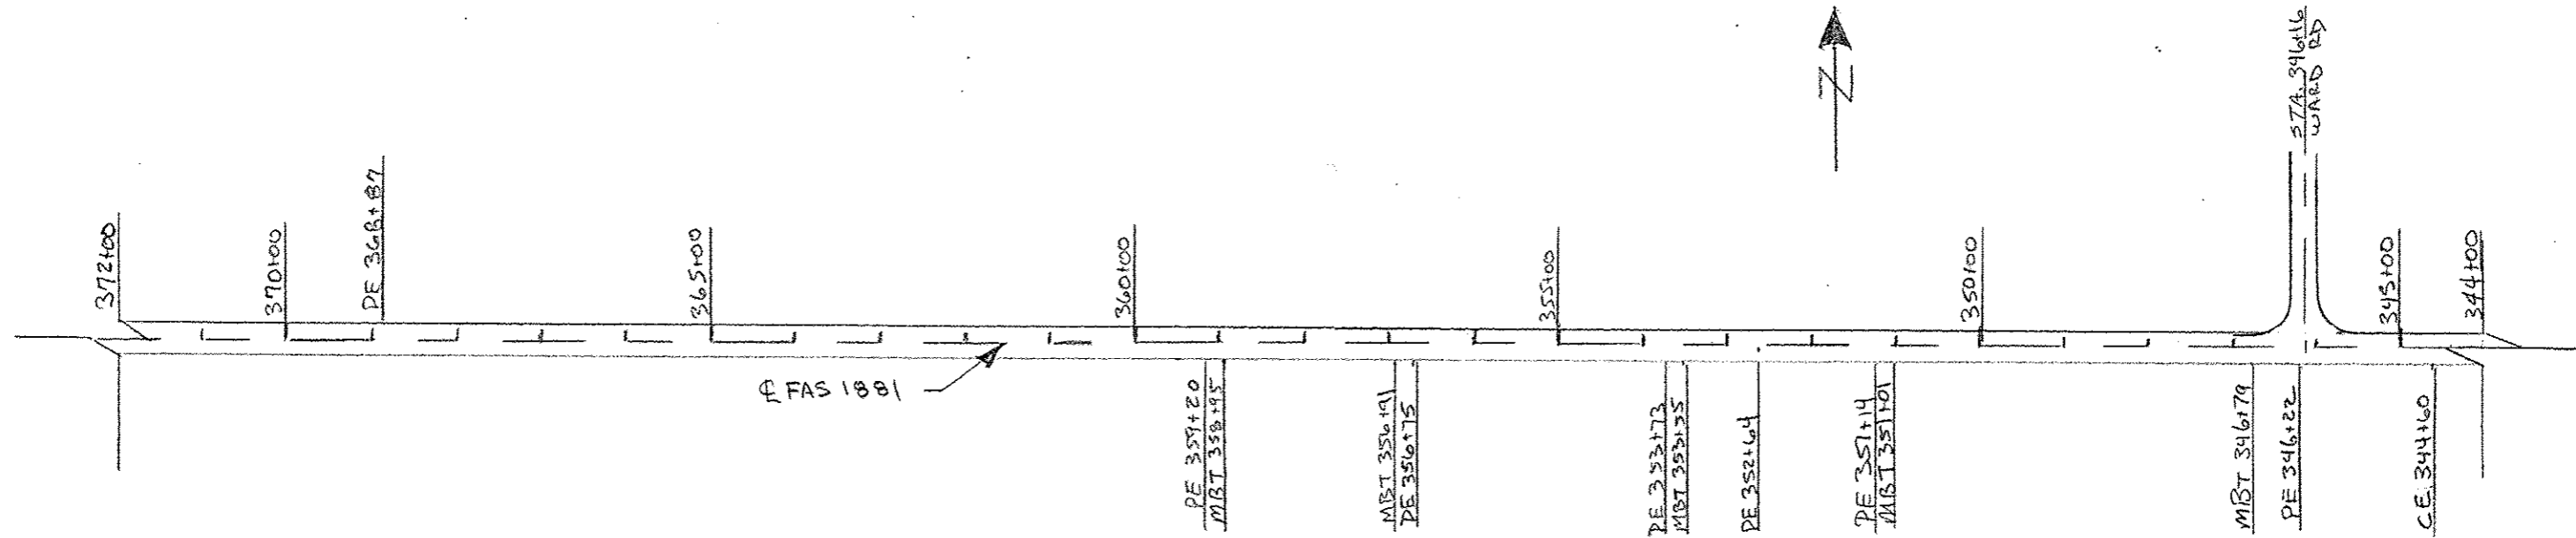 372+00
370+00
PE 368+87
365+00
360+00
355+00
350+00
STA. 346+16
WARD RD
345+00
344+00
N
℄ FAS 1881
PE 359+20
MBT 358+95
MBT 356+91
PE 356+75
PE 353+73
MBT 353+55
PE 352+64
PE 351+14
MBT 351+01
MBT 346+79
PE 346+22
CE 344+60